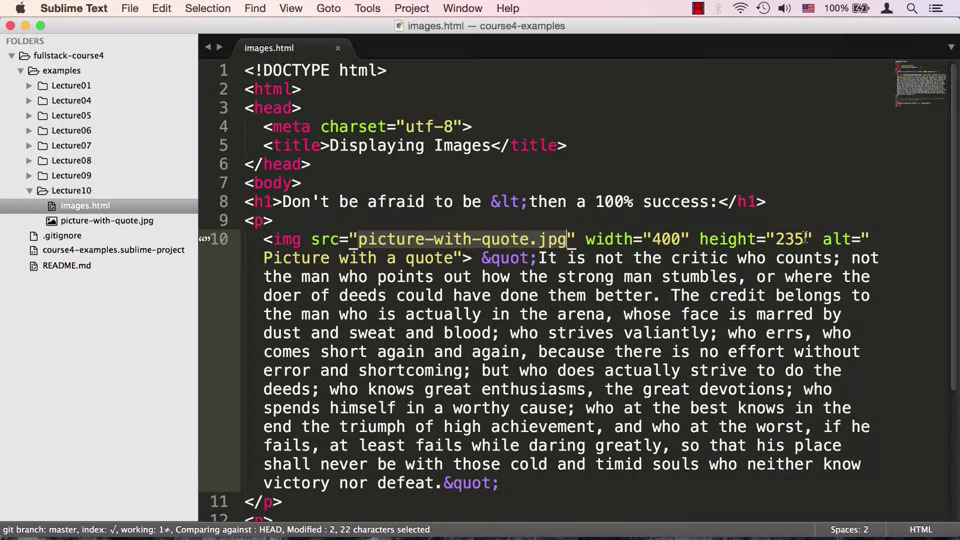 Sublime Text File Edit Selection Find View Goto Tools Project Window Help 100%
images.html — course4-examples
FOLDERS
fullstack-course4
examples
Lecture01
Lecture04
Lecture05
Lecture06
Lecture07
Lecture08
Lecture09
Lecture10
images.html
picture-with-quote.jpg
.gitignore
course4-examples.sublime-project
README.md
images.html ×
1 <!DOCTYPE html>
2 <html>
3 <head>
4 <meta charset="utf-8">
5 <title>Displaying Images</title>
6 </head>
7 <body>
8 <h1>Don't be afraid to be &lt;then a 100% success:</h1>
9 <p>
10 <img src="picture-with-quote.jpg" width="400" height="235" alt="
Picture with a quote"> &quot;It is not the critic who counts; not
the man who points out how the strong man stumbles, or where the
doer of deeds could have done them better. The credit belongs to
the man who is actually in the arena, whose face is marred by
dust and sweat and blood; who strives valiantly; who errs, who
comes short again and again, because there is no effort without
error and shortcoming; but who does actually strive to do the
deeds; who knows great enthusiasms, the great devotions; who
spends himself in a worthy cause; who at the best knows in the
end the triumph of high achievement, and who at the worst, if he
fails, at least fails while daring greatly, so that his place
shall never be with those cold and timid souls who neither know
victory nor defeat.&quot;
11 </p>
git branch: master, index: √, working: 1≠, Comparing against : HEAD, Modified : 2, 22 characters selected Spaces: 2 HTML